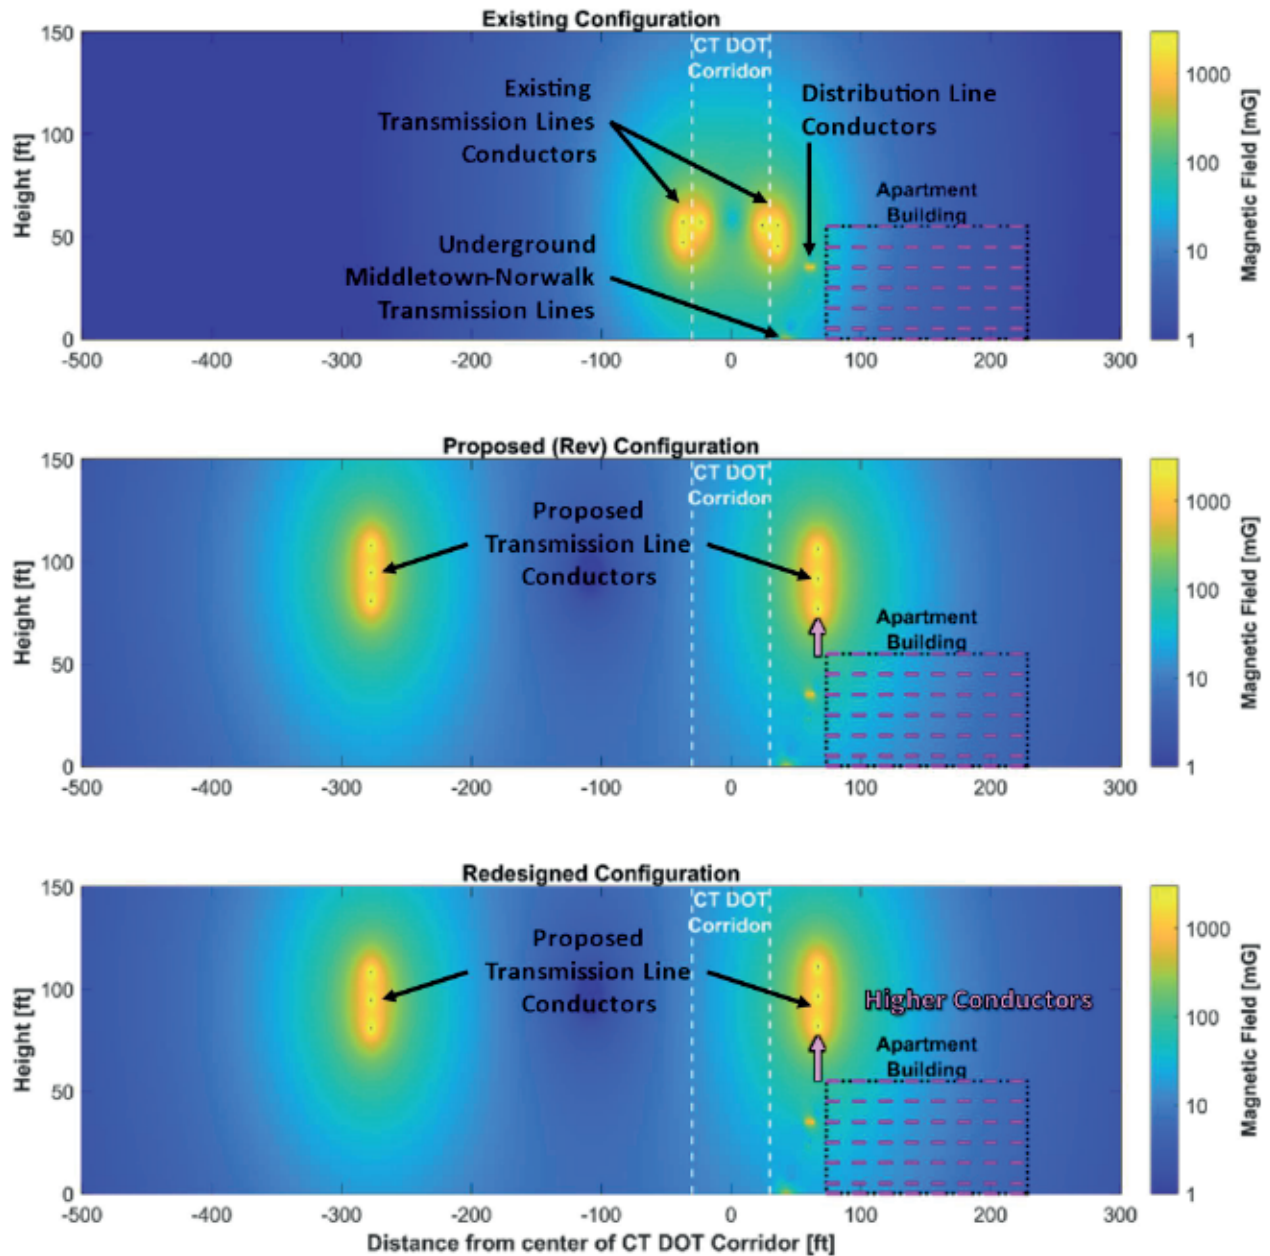 Existing Configuration
150
100
50
0
Height [ft]
CT DOT
Corridon
Existing
Transmission Lines
Conductors
Distribution Line
Conductors
Underground
Middletown-Norwalk
Transmission Lines
Apartment
Building
-500 -400 -300 -200 -100 0 100 200 300
1000
100
10
1
Magnetic Field [mG]
Proposed (Rev) Configuration
150
100
50
0
Height [ft]
CT DOT
Corridon
Proposed
Transmission Line
Conductors
Apartment
Building
-500 -400 -300 -200 -100 0 100 200 300
1000
100
10
1
Magnetic Field [mG]
Redesigned Configuration
150
100
50
0
Height [ft]
CT DOT
Corridon
Proposed
Transmission Line
Conductors
Higher Conductors
Apartment
Building
-500 -400 -300 -200 -100 0 100 200 300
1000
100
10
1
Magnetic Field [mG]
Distance from center of CT DOT Corridor [ft]